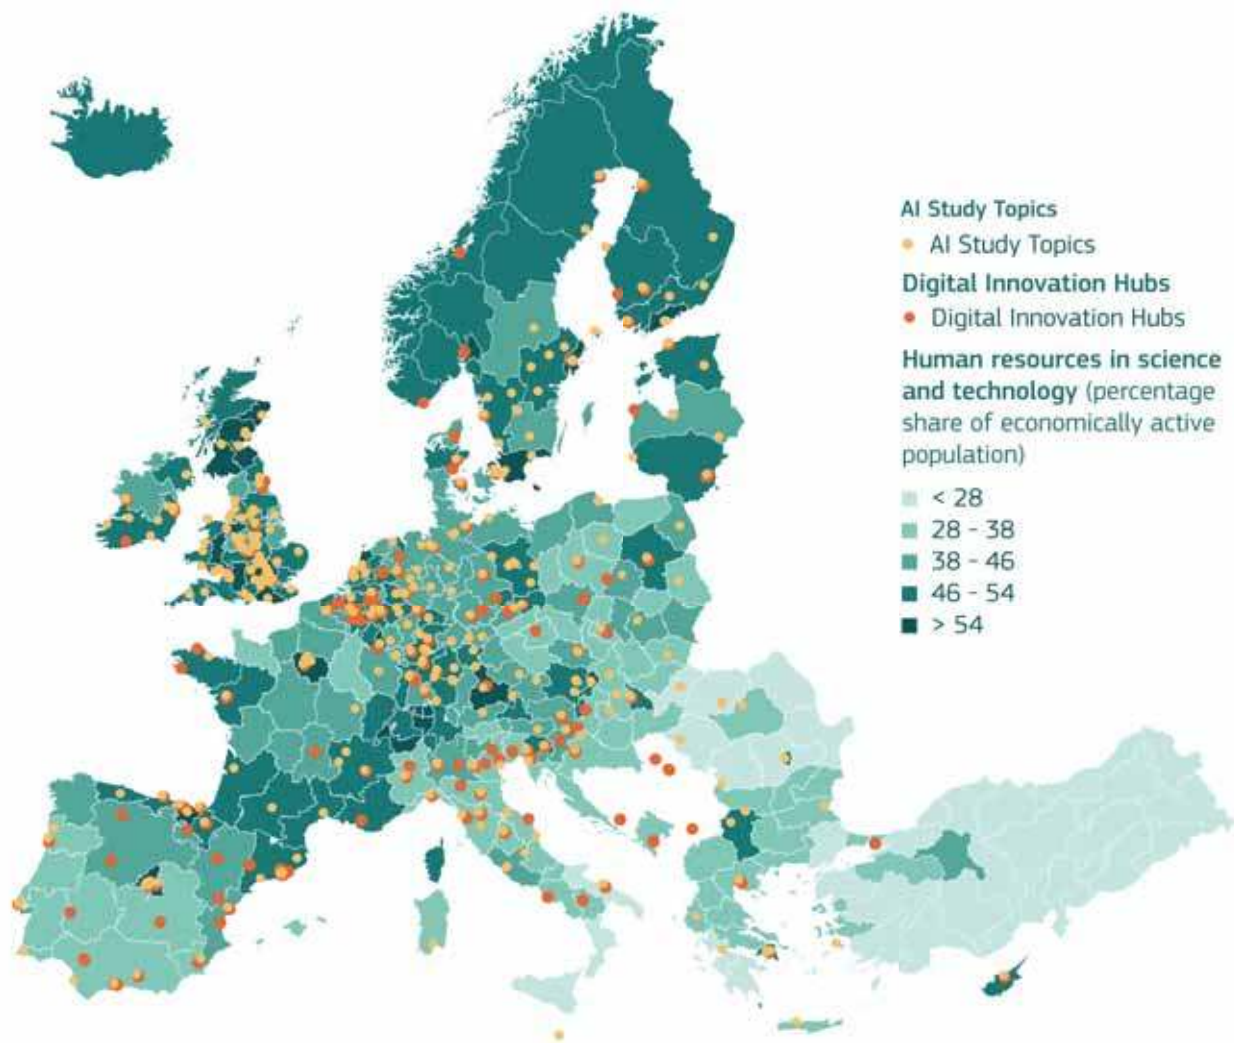 AI Study Topics
AI Study Topics
Digital Innovation Hubs
Digital Innovation Hubs
Human resources in science
and technology (percentage
share of economically active
population)
< 28
28 - 38
38 - 46
46 - 54
> 54